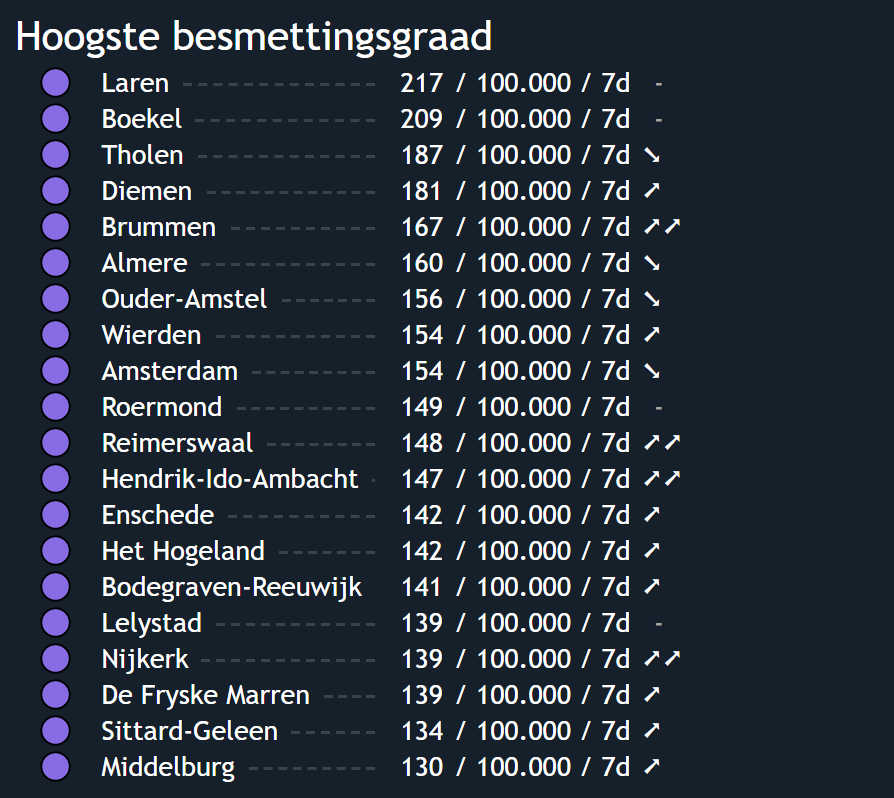 Hoogste besmettingsgraad
Laren 217 / 100.000 / 7d -
Boekel 209 / 100.000 / 7d -
Tholen 187 / 100.000 / 7d ➘
Diemen 181 / 100.000 / 7d ➚
Brummen 167 / 100.000 / 7d ➚➚
Almere 160 / 100.000 / 7d ➘
Ouder-Amstel 156 / 100.000 / 7d ➘
Wierden 154 / 100.000 / 7d ➚
Amsterdam 154 / 100.000 / 7d ➘
Roermond 149 / 100.000 / 7d -
Reimerswaal 148 / 100.000 / 7d ➚➚
Hendrik-Ido-Ambacht 147 / 100.000 / 7d ➚➚
Enschede 142 / 100.000 / 7d ➚
Het Hogeland 142 / 100.000 / 7d ➚
Bodegraven-Reeuwijk 141 / 100.000 / 7d ➚
Lelystad 139 / 100.000 / 7d -
Nijkerk 139 / 100.000 / 7d ➚➚
De Fryske Marren 139 / 100.000 / 7d ➚
Sittard-Geleen 134 / 100.000 / 7d ➚
Middelburg 130 / 100.000 / 7d ➚